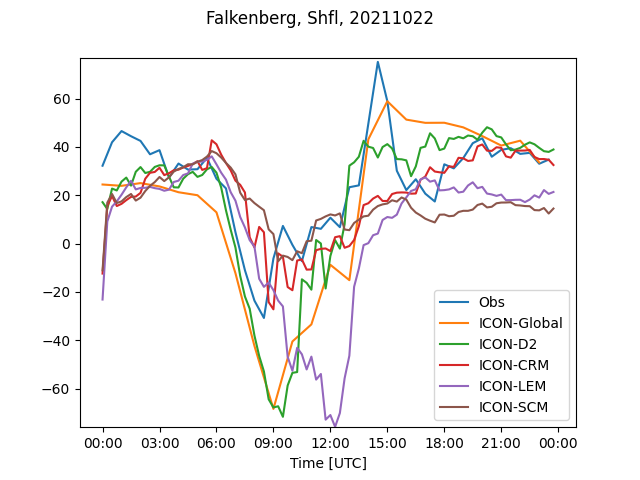 Falkenberg, Shfl, 20211022
60
40
20
0
−20
−40
−60
00:00 03:00 06:00 09:00 12:00 15:00 18:00 21:00 00:00
Time [UTC]
Obs
ICON-Global
ICON-D2
ICON-CRM
ICON-LEM
ICON-SCM